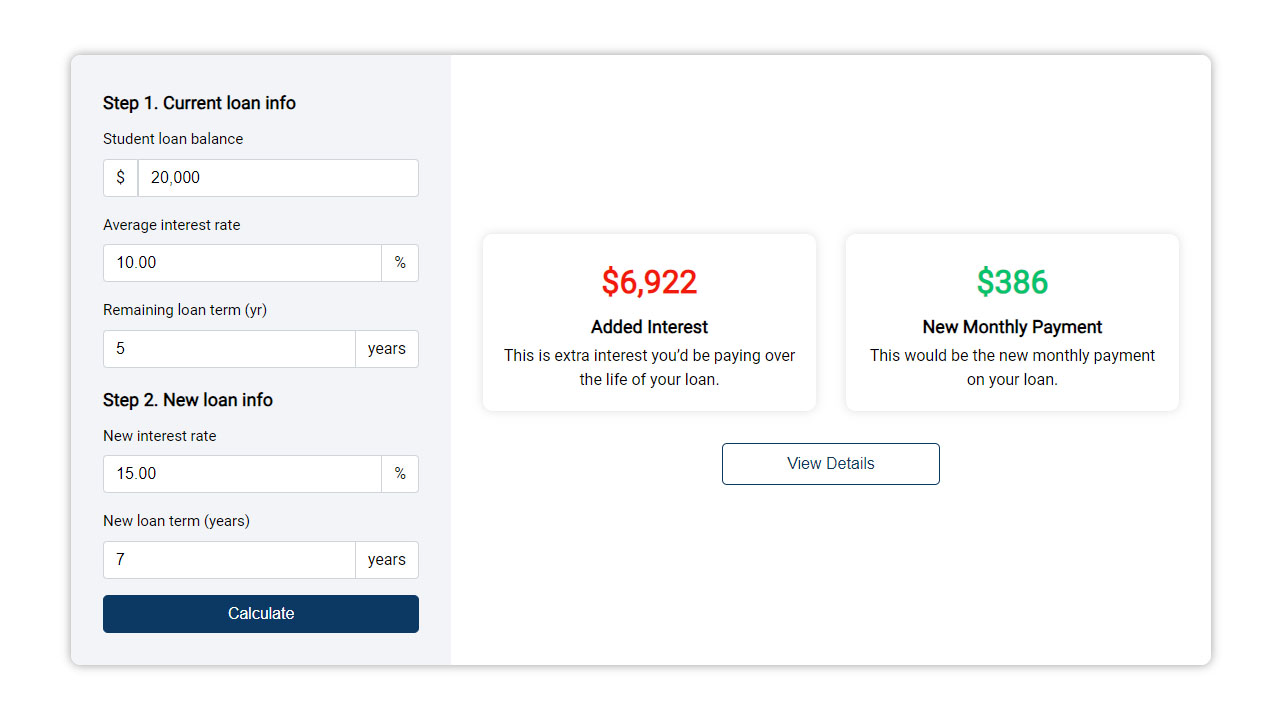 Step 1. Current loan info
Student loan balance
$ 20,000
Average interest rate
10.00 %
Remaining loan term (yr)
5 years
Step 2. New loan info
New interest rate
15.00 %
New loan term (years)
7 years
Calculate
$6,922
Added Interest
This is extra interest you’d be paying over
the life of your loan.
$386
New Monthly Payment
This would be the new monthly payment
on your loan.
View Details